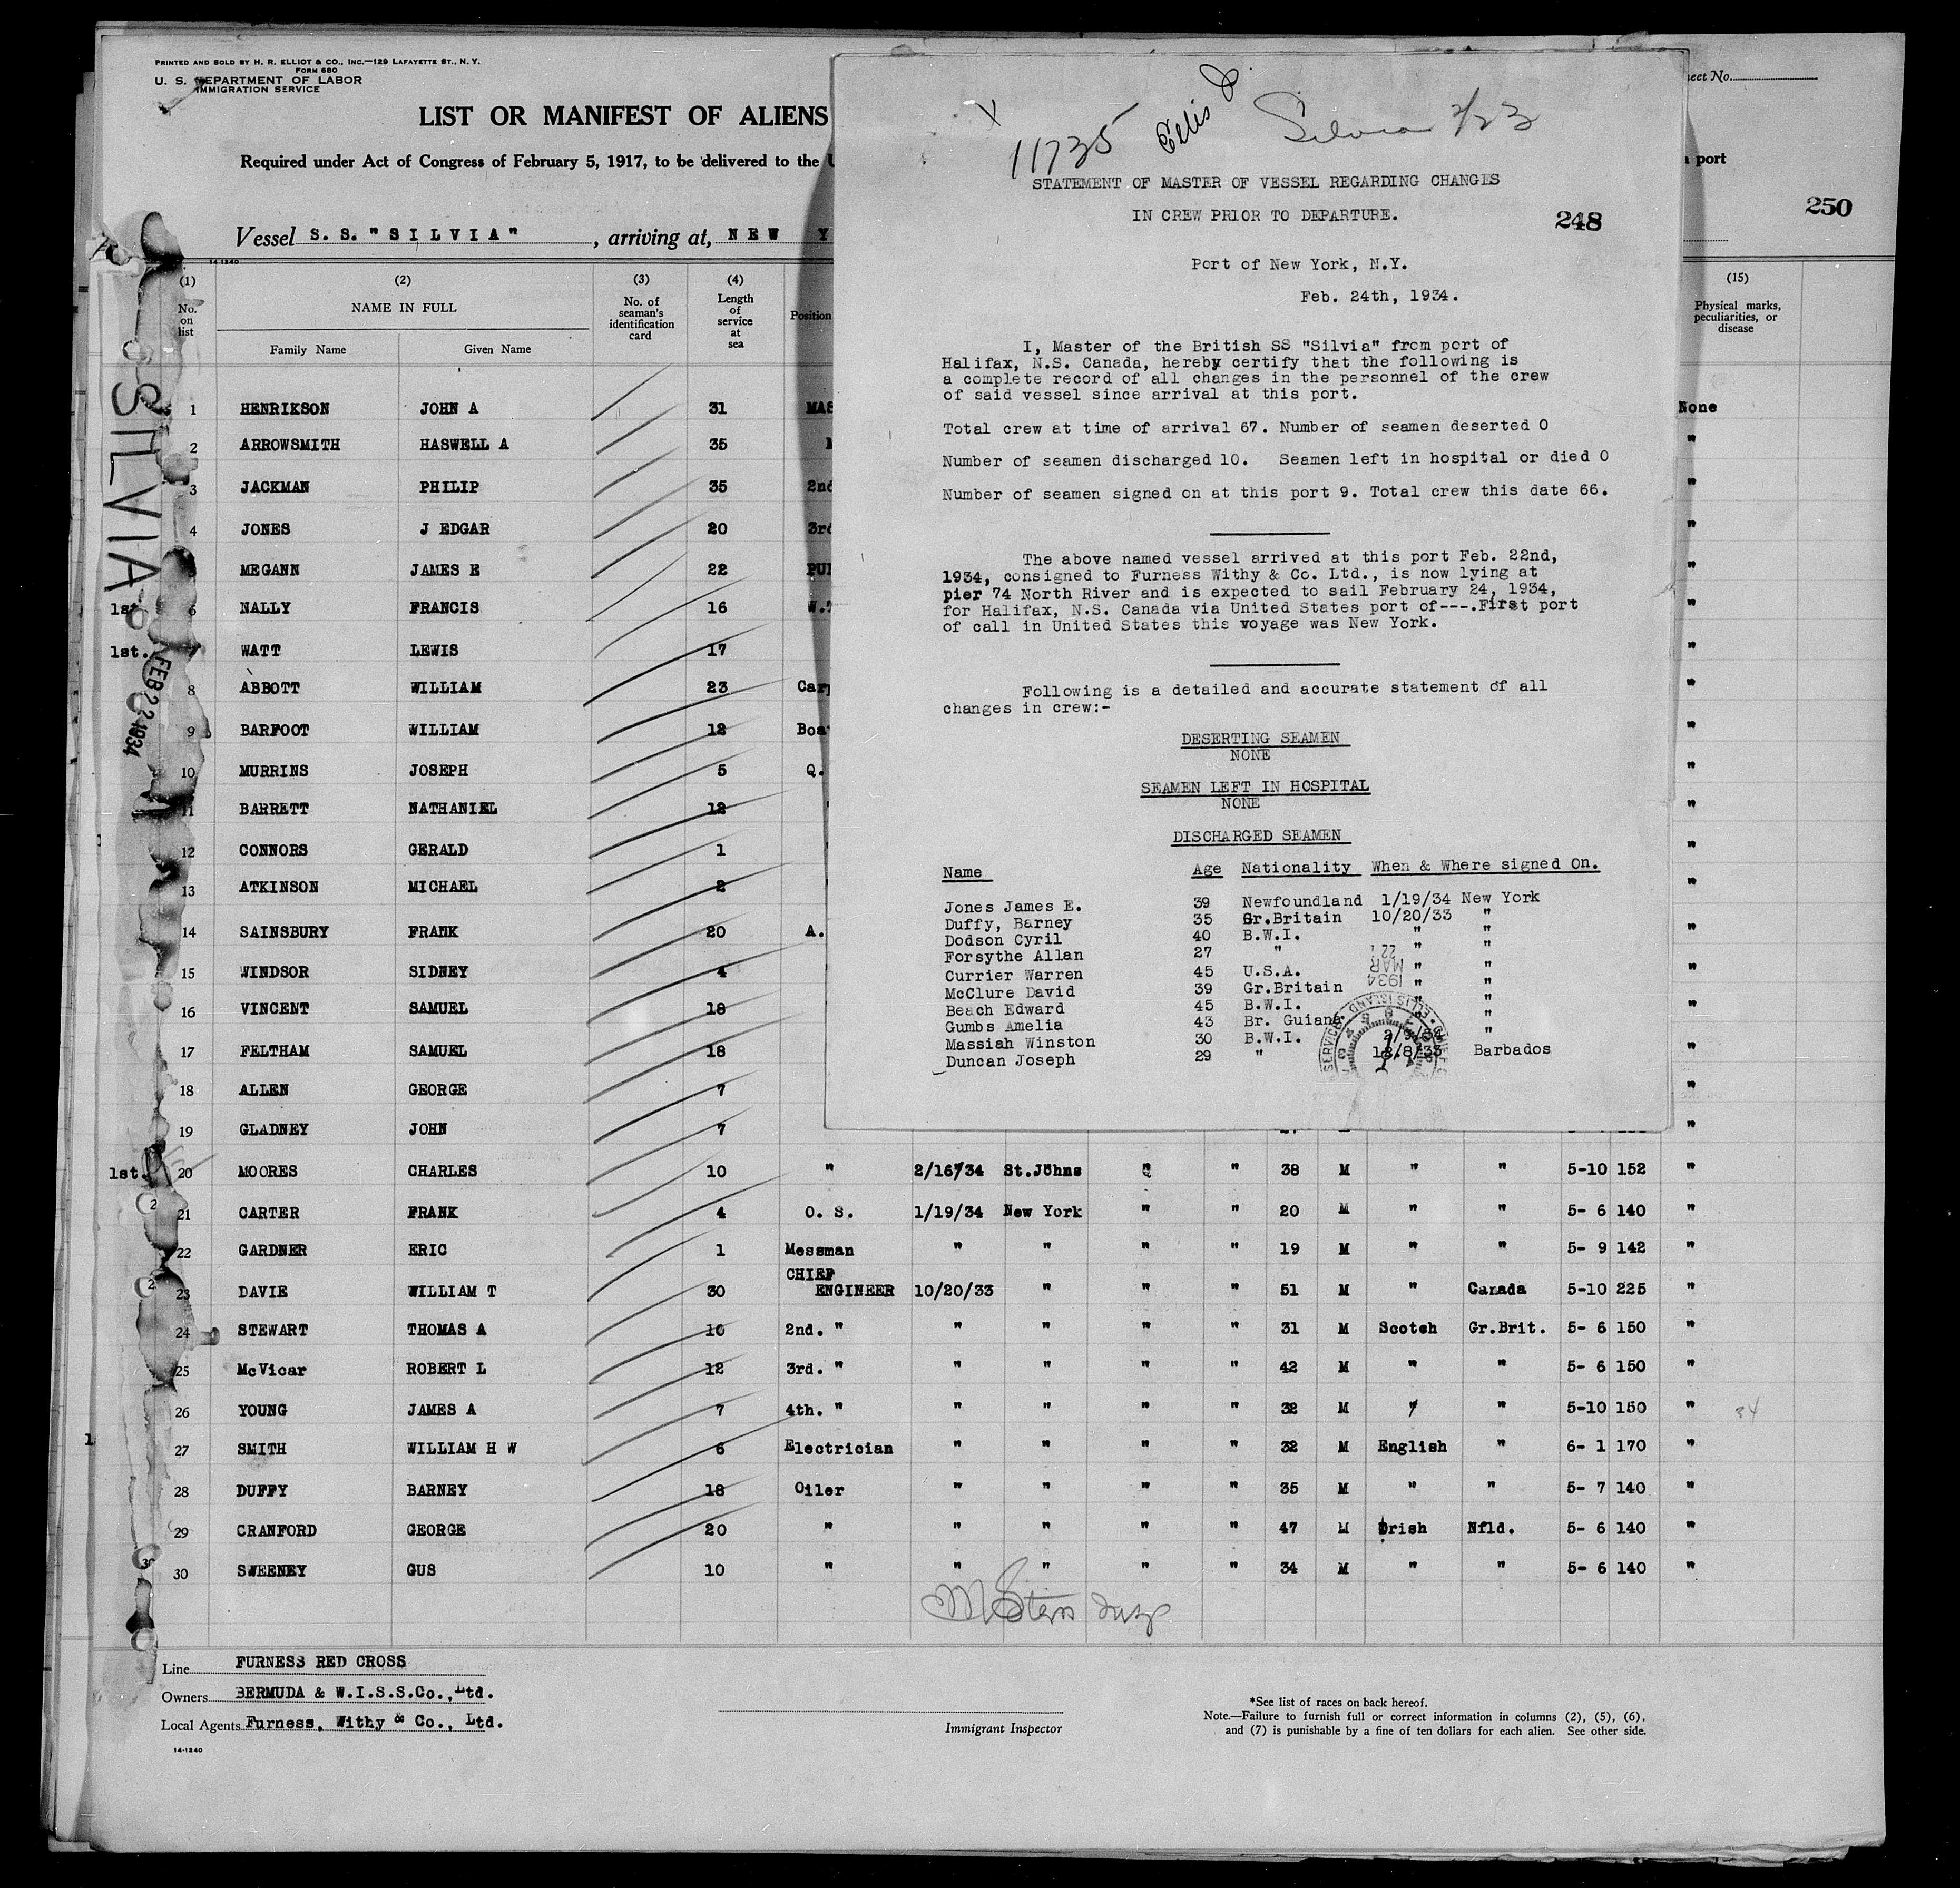 PRINTED AND SOLD BY H. R. ELLIOT & CO., INC.—129 LAFAYETTE ST., N. Y.
FORM 680
U. S. DEPARTMENT OF LABOR
IMMIGRATION SERVICE
LIST OR MANIFEST OF ALIENS
Required under Act of Congress of February 5, 1917, to be delivered to the U
Vessel S. S. "SILVIA", arriving at, NEW Y
eet No.
port
250
14-1240
(1) (2) (3) (4) (15)
No. on list
NAME IN FULL
Family Name Given Name
No. of seaman's identification card
Length of service at sea
Position
Physical marks, peculiarities, or disease
SILVIA
FEB 22 1934
1 HENRIKSON JOHN A 31 MAS None
2 ARROWSMITH HASWELL A 35 "
3 JACKMAN PHILIP 35 2nd "
4 JONES J EDGAR 20 3rd "
MEGANN JAMES E 22 PU "
1st. 6 NALLY FRANCIS 16 W. "
1st. 7 WATT LEWIS 17 "
8 ABBOTT WILLIAM 23 Car "
9 BARFOOT WILLIAM 12 Boa "
10 MURRINS JOSEPH 5 Q. "
11 BARRETT NATHANIEL 12 "
12 CONNORS GERALD 1 "
13 ATKINSON MICHAEL 2 "
14 SAINSBURY FRANK 20 A. "
15 WINDSOR SIDNEY 4 "
16 VINCENT SAMUEL 18 "
17 FELTHAM SAMUEL 18 "
18 ALLEN GEORGE 7 "
19 GLADNEY JOHN 7 "
1st. 20 MOORES CHARLES 10 " 2/16/34 St.Johns " " 38 M " " 5-10 152 "
21 CARTER FRANK 4 O. S. 1/19/34 New York " " 20 M " " 5- 6 140 "
22 GARDNER ERIC 1 Messman " " " " 19 M " " 5- 9 142 "
23 DAVIE WILLIAM T 30 CHIEF ENGINEER 10/20/33 " " " 51 M " Canada 5-10 225 "
24 STEWART THOMAS A 10 2nd. " " " " " 31 M Scotch Gr.Brit. 5- 6 150 "
25 McVicar ROBERT L 12 3rd. " " " " " 42 M " " 5- 6 150 "
26 YOUNG JAMES A 7 4th. " " " " " 32 M " " 5-10 150 "
27 SMITH WILLIAM H W 6 Electrician " " " " 32 M English " 6- 1 170 "
28 DUFFY BARNEY 18 Oiler " " " " 35 M " " 5- 7 140 "
29 CRANFORD GEORGE 20 " " " " " 47 M Irish Nfld. 5- 6 140 "
30 SWEENEY GUS 10 " " " " " 34 M " " 5- 6 140 "
Line FURNESS RED CROSS
Owners BERMUDA & W.I.S.S.Co.,Ltd.
Local Agents Furness, Withy & Co., Ltd.
14-1240
Immigrant Inspector
*See list of races on back hereof.
Note.—Failure to furnish full or correct information in columns (2), (5), (6),
and (7) is punishable by a fine of ten dollars for each alien. See other side.
11735 Ellis Silvia 2/23
STATEMENT OF MASTER OF VESSEL REGARDING CHANGES
IN CREW PRIOR TO DEPARTURE.
248
Port of New York, N.Y.
Feb. 24th, 1934.
I, Master of the British SS "Silvia" from port of
Halifax, N.S. Canada, hereby certify that the following is
a complete record of all changes in the personnel of the crew
of said vessel since arrival at this port.
Total crew at time of arrival 67. Number of seamen deserted 0
Number of seamen discharged 10. Seamen left in hospital or died 0
Number of seamen signed on at this port 9. Total crew this date 66.
The above named vessel arrived at this port Feb. 22nd,
1934, consigned to Furness Withy & Co. Ltd., is now lying at
pier 74 North River and is expected to sail February 24, 1934,
for Halifax, N.S. Canada via United States port of---.First port
of call in United States this voyage was New York.
Following is a detailed and accurate statement of all
changes in crew:-
DESERTING SEAMEN
NONE
SEAMEN LEFT IN HOSPITAL
NONE
DISCHARGED SEAMEN
Name Age Nationality When & Where signed On.
Jones James E. 39 Newfoundland 1/19/34 New York
Duffy, Barney 35 Gr.Britain 10/20/33 "
Dodson Cyril 40 B.W.I. " "
Forsythe Allan 27 " " "
Currier Warren 45 U.S.A. " "
McClure David 39 Gr.Britain " "
Beach Edward 45 B.W.I. " "
Gumbs Amelia 43 Br. Guiana "
Massiah Winston 30 B.W.I. "
Duncan Joseph 29 " 12/8/33 Barbados
MAR 1934